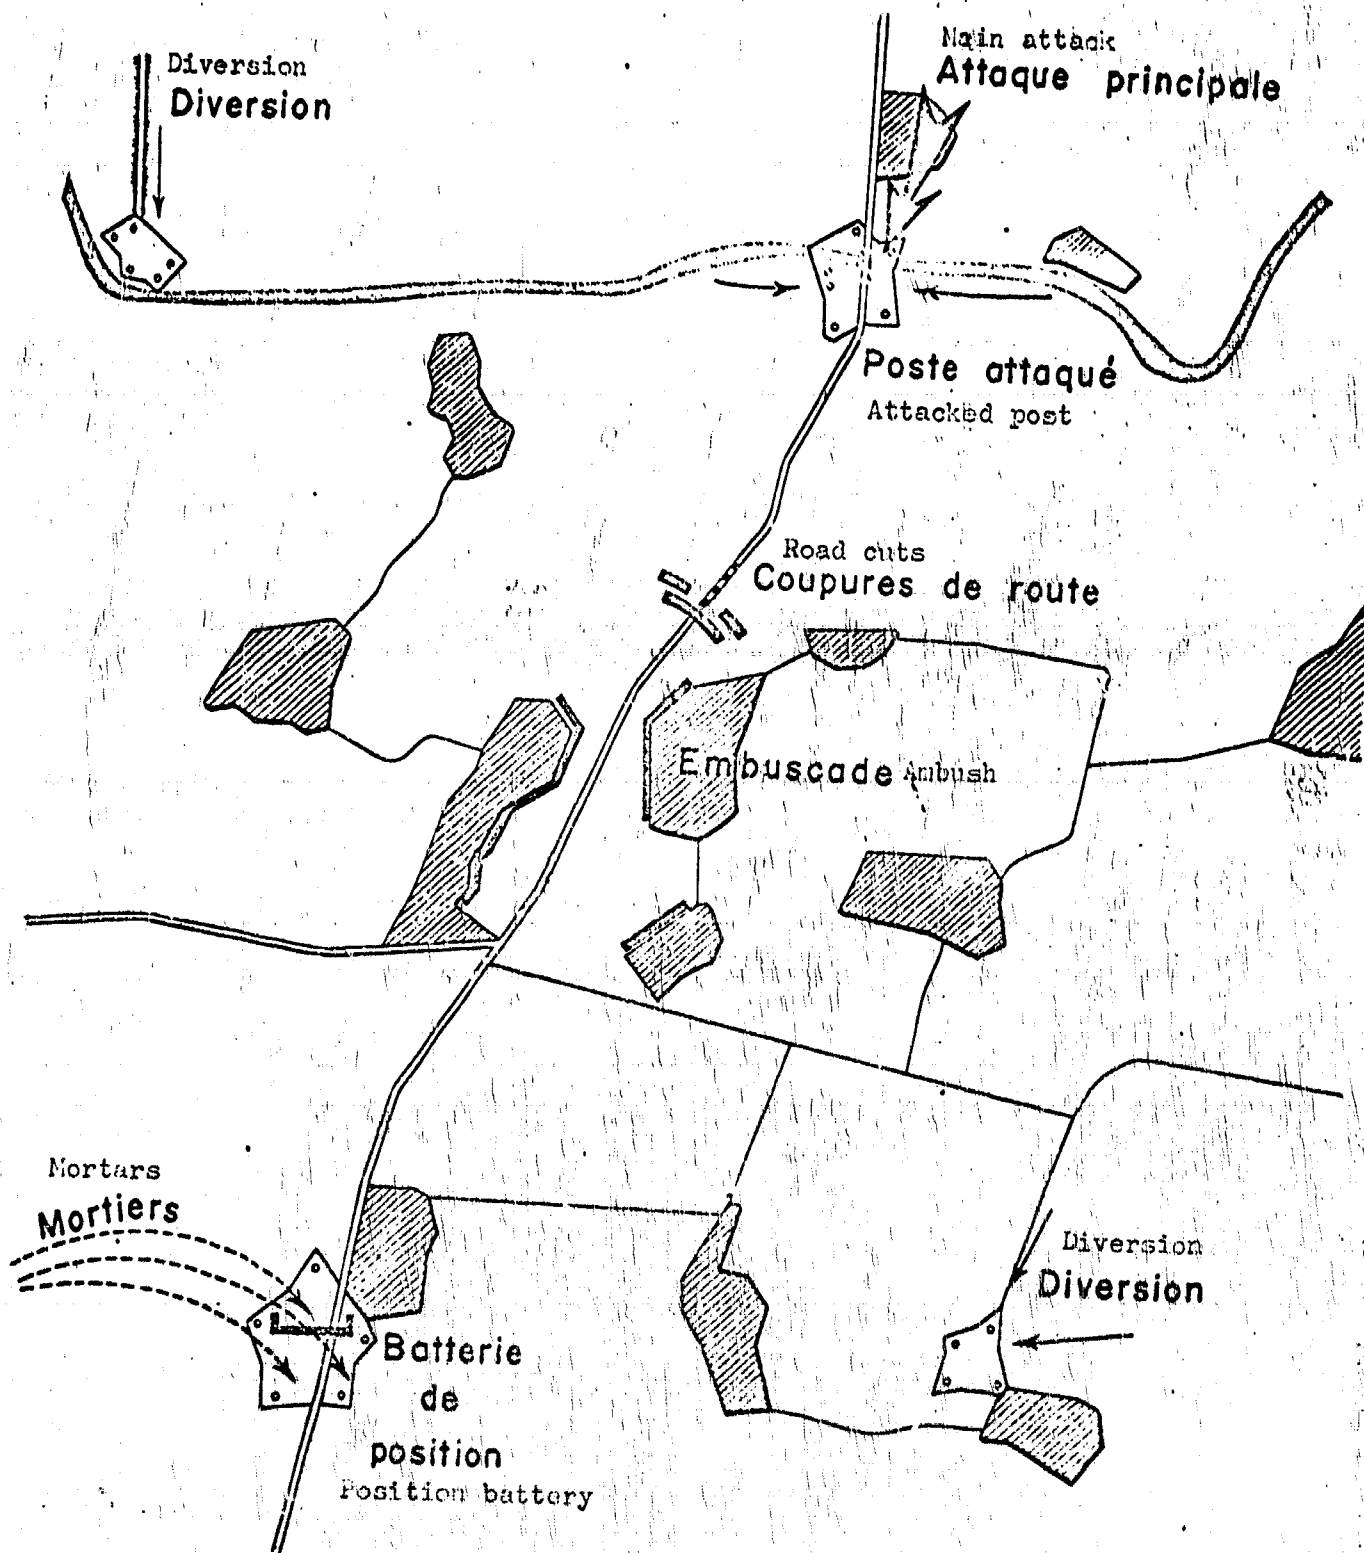 Diversion
Diversion
Main attack
Attaque principale
Poste attaqué
Attacked post
Road cuts
Coupures de route
Embuscade Ambush
Mortars
Mortiers
Diversion
Diversion
Batterie
de
position
Position battery